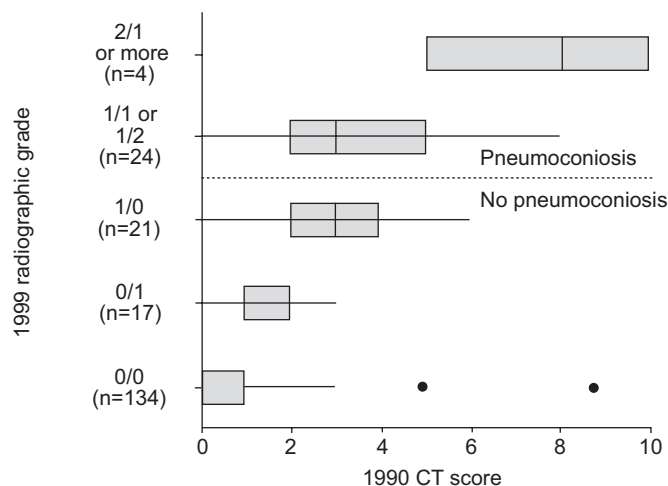 2/1
or more
(n=4)
1/1 or
1/2
(n=24)
Pneumoconiosis
No pneumoconiosis
1/0
(n=21)
0/1
(n=17)
0/0
(n=134)
1999 radiographic grade
0 2 4 6 8 10
1990 CT score